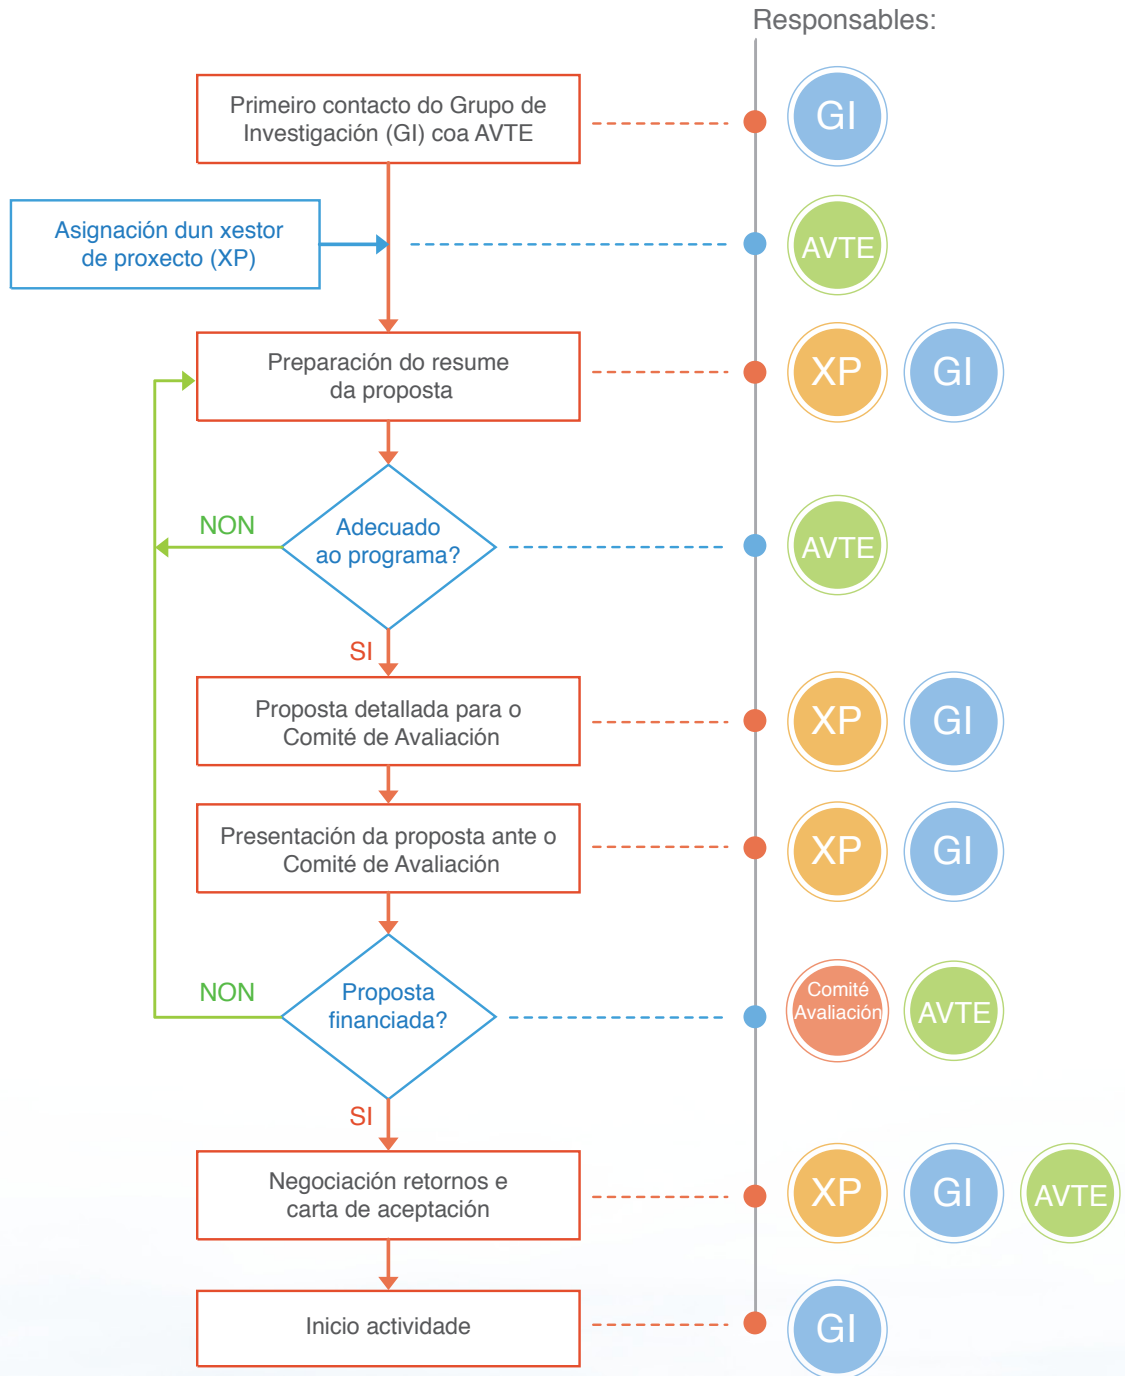 Responsables:
Primeiro contacto do Grupo de
Investigación (GI) coa AVTE
GI
Asignación dun xestor
de proxecto (XP)
AVTE
Preparación do resume
da proposta
XP
GI
NON
Adecuado
ao programa?
AVTE
SI
Proposta detallada para o
Comité de Avaliación
XP
GI
Presentación da proposta ante o
Comité de Avaliación
XP
GI
NON
Proposta
financiada?
Comité
Avaliación
AVTE
SI
Negociación retornos e
carta de aceptación
XP
GI
AVTE
Inicio actividade
GI